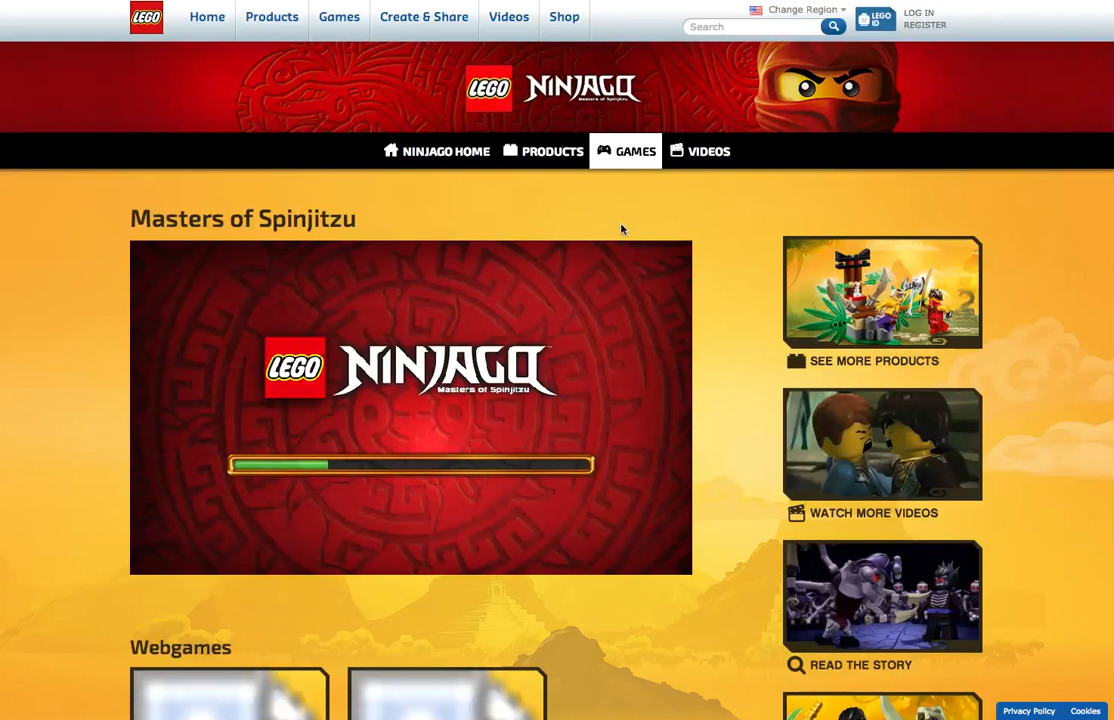 LEGO
Home
Products
Games
Create & Share
Videos
Shop
Change Region
Search
LEGO
ID
LOG IN
REGISTER
LEGO NINJAGO
Masters of Spinjitzu
NINJAGO HOME
PRODUCTS
GAMES
VIDEOS
Masters of Spinjitzu
LEGO NINJAGO™
Masters of Spinjitzu
SEE MORE PRODUCTS
WATCH MORE VIDEOS
READ THE STORY
Webgames
Privacy Policy
Cookies